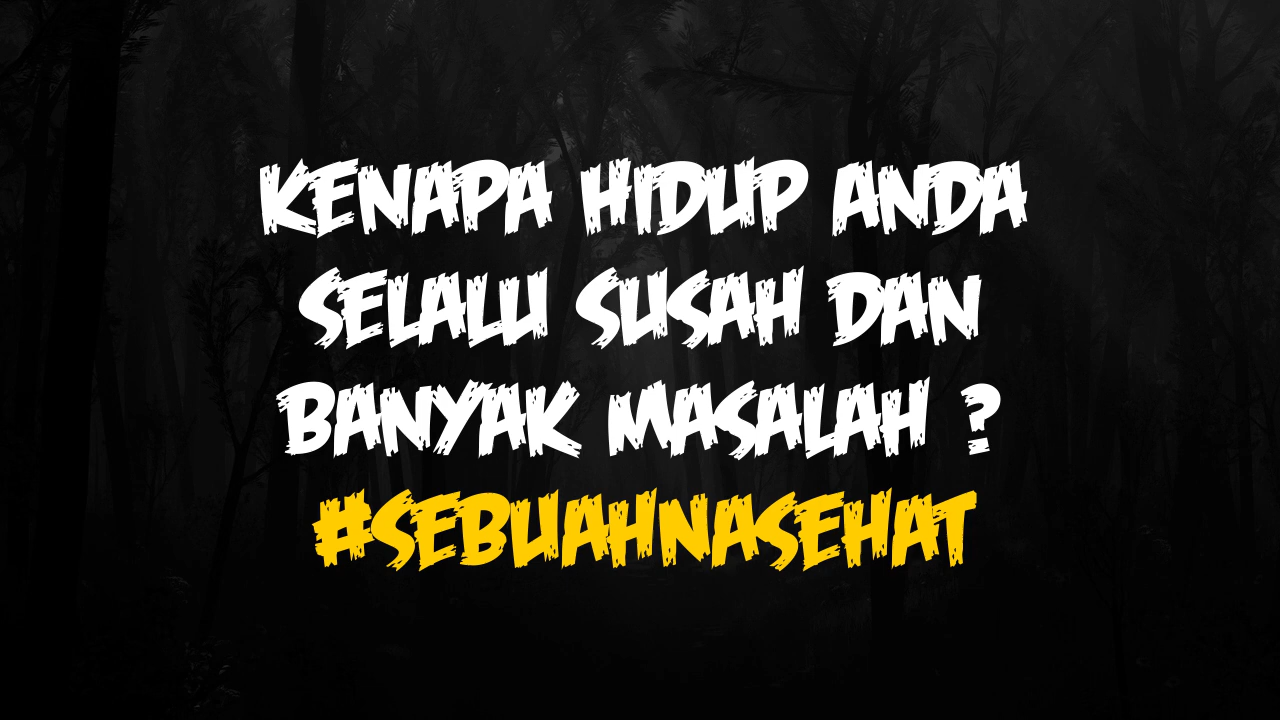 KENAPA HIDUP ANDA
SELALU SUSAH DAN
BANYAK MASALAH ?
#SEBUAHNASEHAT